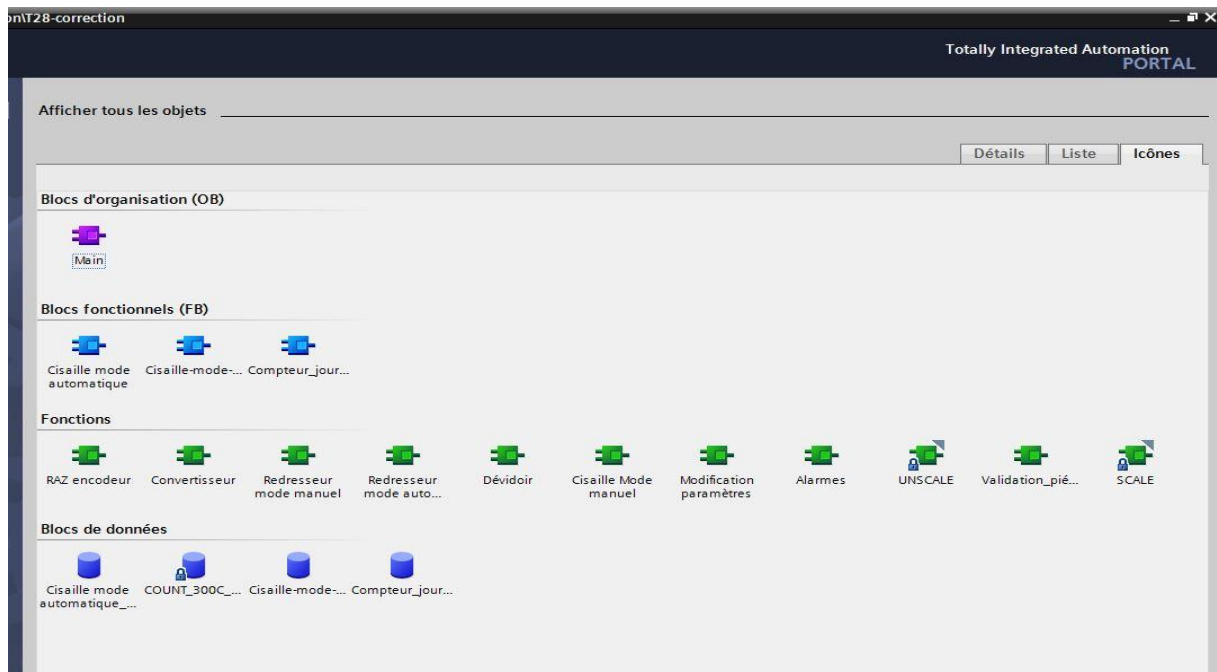 on\T28-correction
Totally Integrated Automation
PORTAL
Afficher tous les objets
Détails Liste Icônes
Blocs d'organisation (OB)
Main
Blocs fonctionnels (FB)
Cisaille mode automatique
Cisaille-mode-...
Compteur_jour...
Fonctions
RAZ encodeur
Convertisseur
Redresseur mode manuel
Redresseur mode auto...
Dévidoir
Cisaille Mode manuel
Modification paramètres
Alarmes
UNSCALE
Validation_pié...
SCALE
Blocs de données
Cisaille mode automatique_...
COUNT_300C_...
Cisaille-mode-...
Compteur_jour...